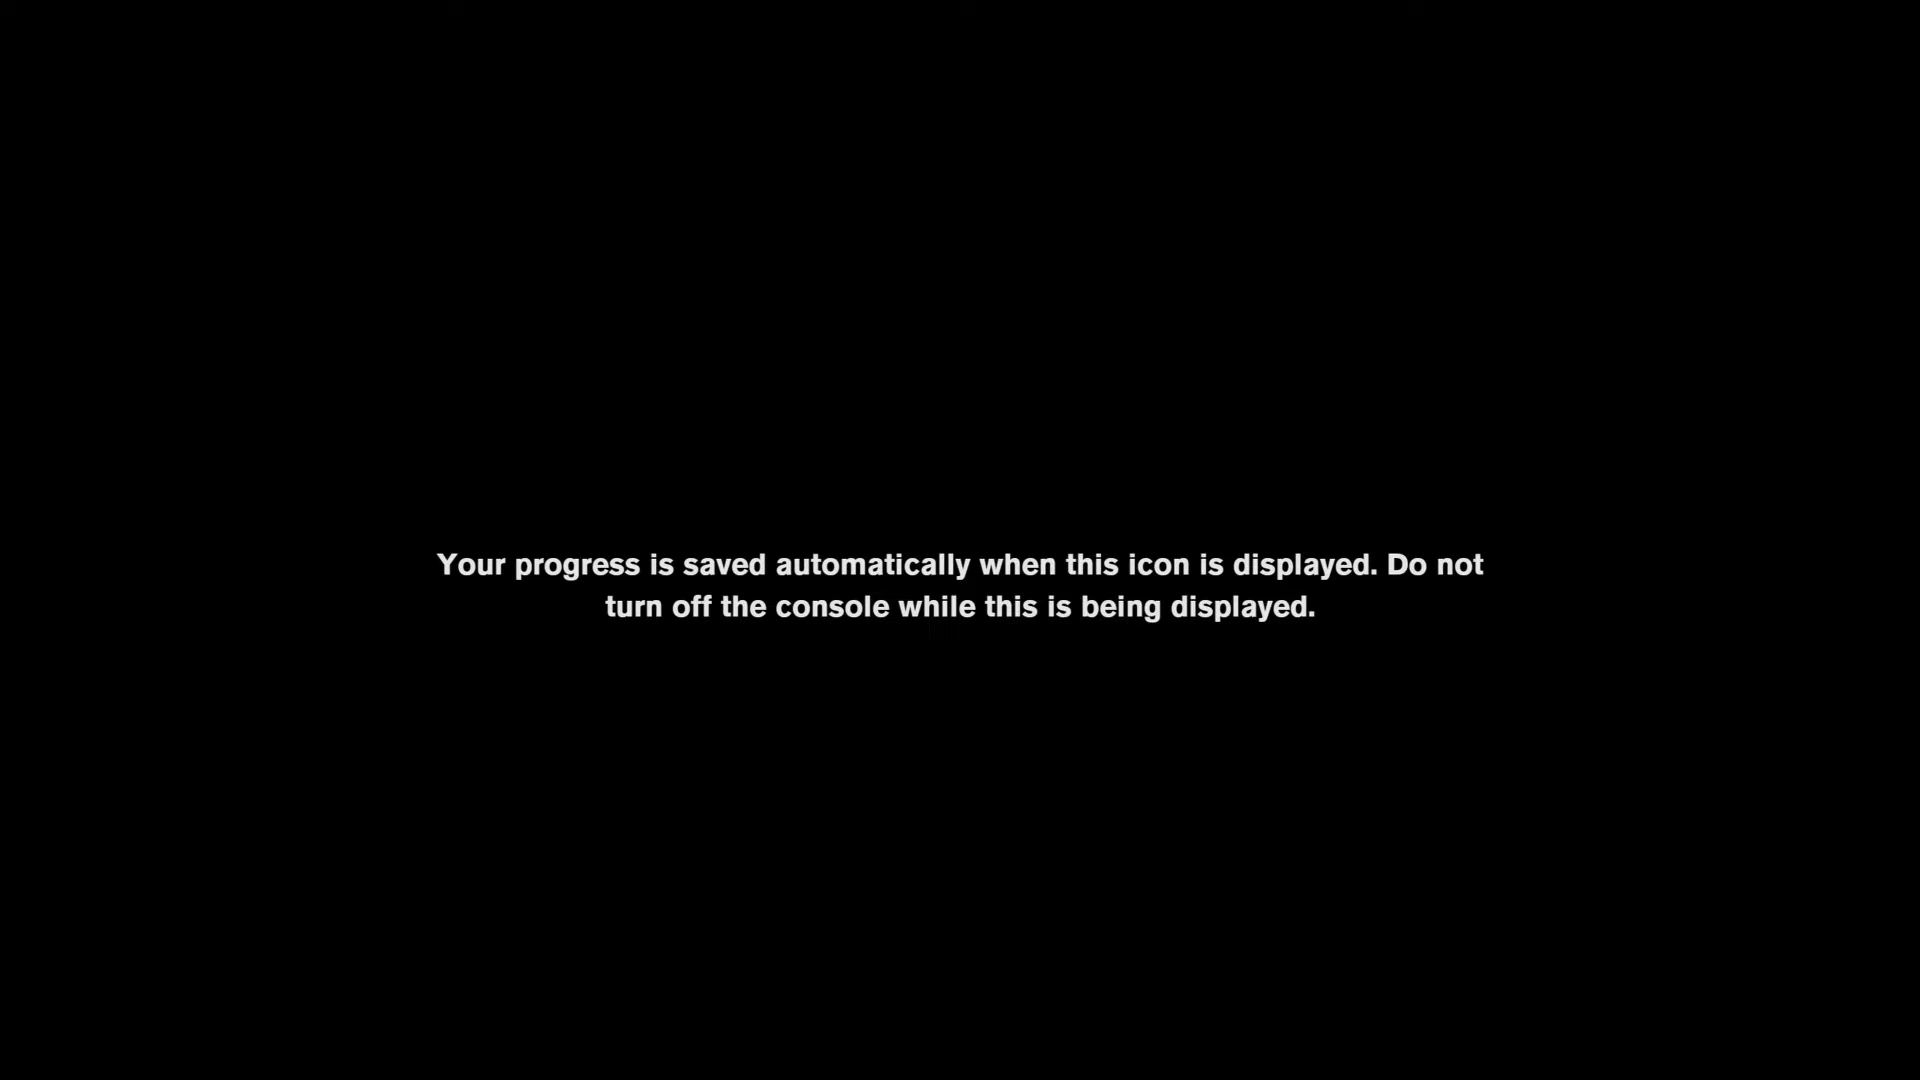 Your progress is saved automatically when this icon is displayed. Do not
turn off the console while this is being displayed.